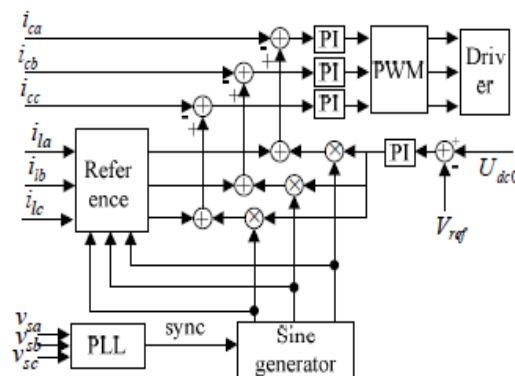 i_ca
i_cb
i_cc
PI
PI
PI
PWM
Driv
er
i_la
i_lb
i_lc
Refer
ence
PI
U_dc0
V_ref
v_sa
v_sb
v_sc
PLL
sync
Sine
generator